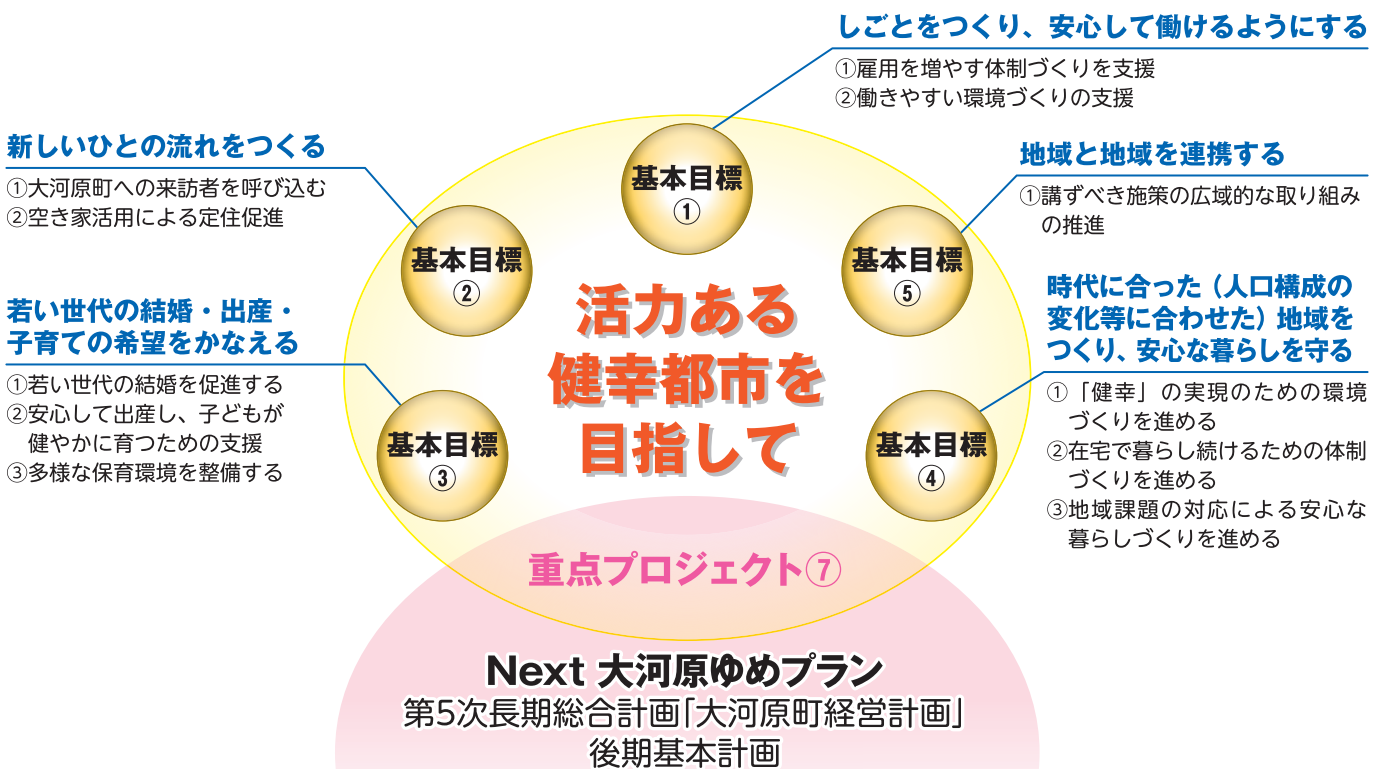 しごとをつくり、安心して働けるようにする
①雇用を増やす体制づくりを支援
②働きやすい環境づくりの支援
新しいひとの流れをつくる
①大河原町への来訪者を呼び込む
②空き家活用による定住促進
地域と地域を連携する
①講ずべき施策の広域的な取り組み
の推進
若い世代の結婚・出産・
子育ての希望をかなえる
①若い世代の結婚を促進する
②安心して出産し、子どもが
健やかに育つための支援
③多様な保育環境を整備する
時代に合った（人口構成の
変化等に合わせた）地域を
つくり、安心な暮らしを守る
①「健幸」の実現のための環境
づくりを進める
②在宅で暮らし続けるための体制
づくりを進める
③地域課題の対応による安心な
暮らしづくりを進める
基本目標
①
基本目標
②
基本目標
⑤
基本目標
③
基本目標
④
活力ある
健幸都市を
目指して
重点プロジェクト⑦
Next 大河原ゆめプラン
第5次長期総合計画「大河原町経営計画」
後期基本計画